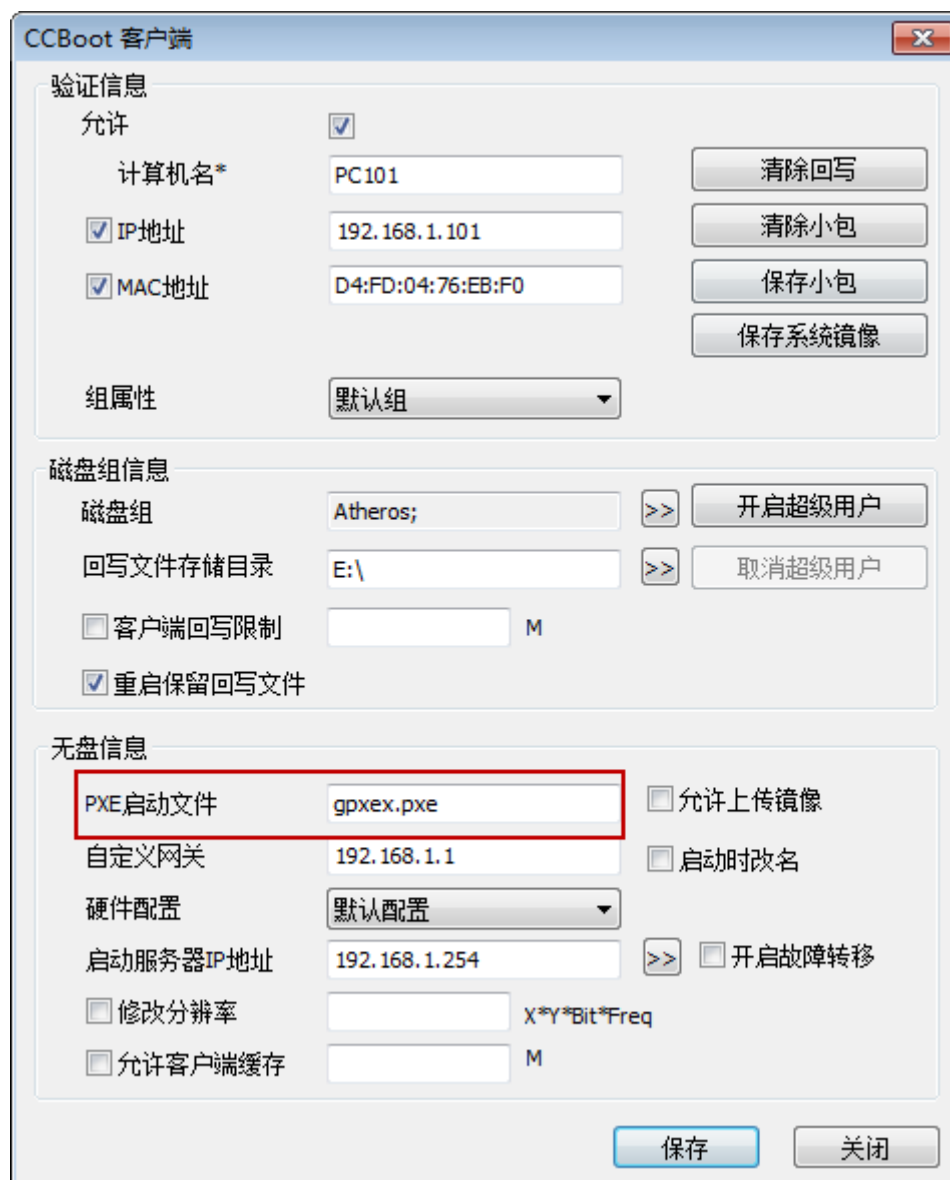 CCBoot 客户端
验证信息
允许
计算机名* PC101 清除回写
IP地址 192.168.1.101 清除小包
MAC地址 D4:FD:04:76:EB:F0 保存小包
保存系统镜像
组属性 默认组
磁盘组信息
磁盘组 Atheros; >> 开启超级用户
回写文件存储目录 E:\ >> 取消超级用户
客户端回写限制 M
重启保留回写文件
无盘信息
PXE启动文件 gpxex.pxe 允许上传镜像
自定义网关 192.168.1.1 启动时改名
硬件配置 默认配置
启动服务器IP地址 192.168.1.254 >> 开启故障转移
修改分辨率 X*Y*Bit*Freq
允许客户端缓存 M
保存 关闭